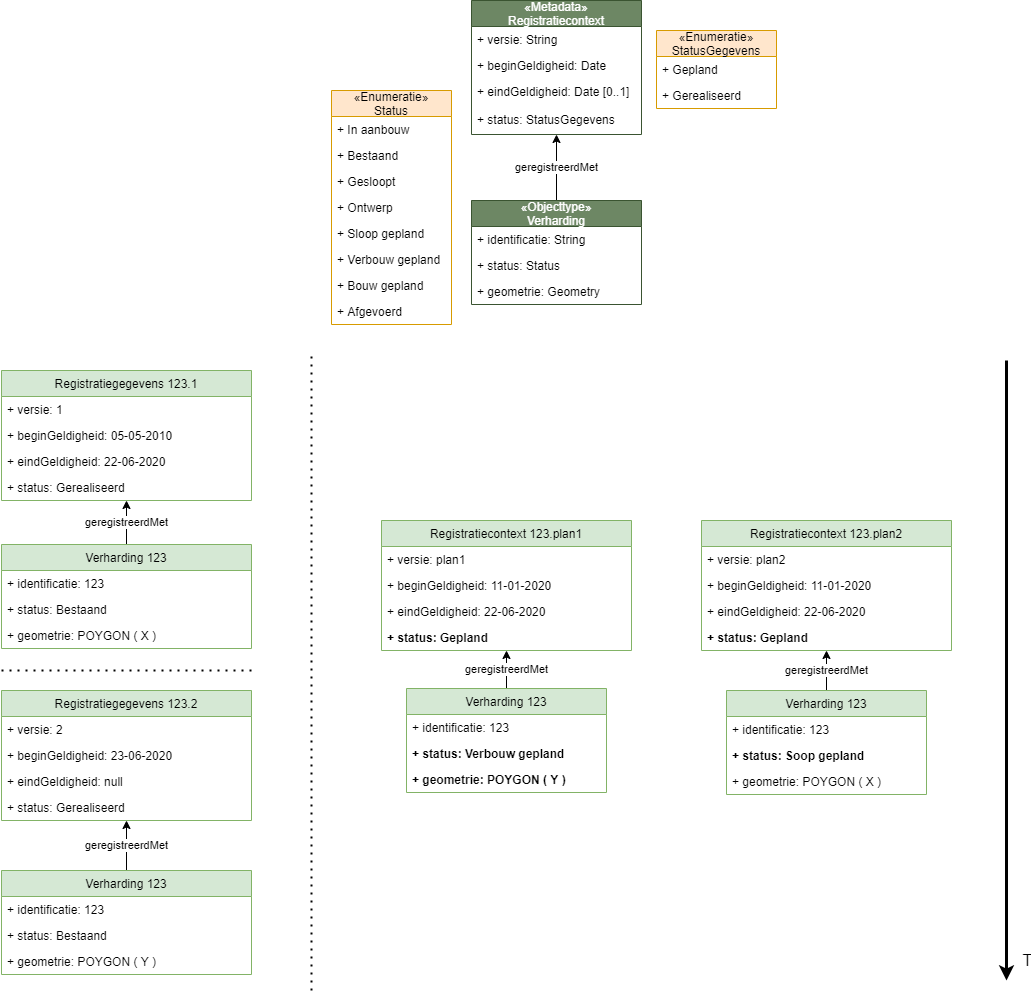 «Metadata»
Registratiecontext
+ versie: String
+ beginGeldigheid: Date
+ eindGeldigheid: Date [0..1]
+ status: StatusGegevens
«Enumeratie»
StatusGegevens
+ Gepland
+ Gerealiseerd
«Enumeratie»
Status
+ In aanbouw
+ Bestaand
+ Gesloopt
+ Ontwerp
+ Sloop gepland
+ Verbouw gepland
+ Bouw gepland
+ Afgevoerd
geregistreerdMet
«Objecttype»
Verharding
+ identificatie: String
+ status: Status
+ geometrie: Geometry
Registratiegegevens 123.1
+ versie: 1
+ beginGeldigheid: 05-05-2010
+ eindGeldigheid: 22-06-2020
+ status: Gerealiseerd
geregistreerdMet
Verharding 123
+ identificatie: 123
+ status: Bestaand
+ geometrie: POYGON ( X )
Registratiegegevens 123.2
+ versie: 2
+ beginGeldigheid: 23-06-2020
+ eindGeldigheid: null
+ status: Gerealiseerd
geregistreerdMet
Verharding 123
+ identificatie: 123
+ status: Bestaand
+ geometrie: POYGON ( Y )
Registratiecontext 123.plan1
+ versie: plan1
+ beginGeldigheid: 11-01-2020
+ eindGeldigheid: 22-06-2020
+ status: Gepland
geregistreerdMet
Verharding 123
+ identificatie: 123
+ status: Verbouw gepland
+ geometrie: POYGON ( Y )
Registratiecontext 123.plan2
+ versie: plan2
+ beginGeldigheid: 11-01-2020
+ eindGeldigheid: 22-06-2020
+ status: Gepland
geregistreerdMet
Verharding 123
+ identificatie: 123
+ status: Soop gepland
+ geometrie: POYGON ( X )
T